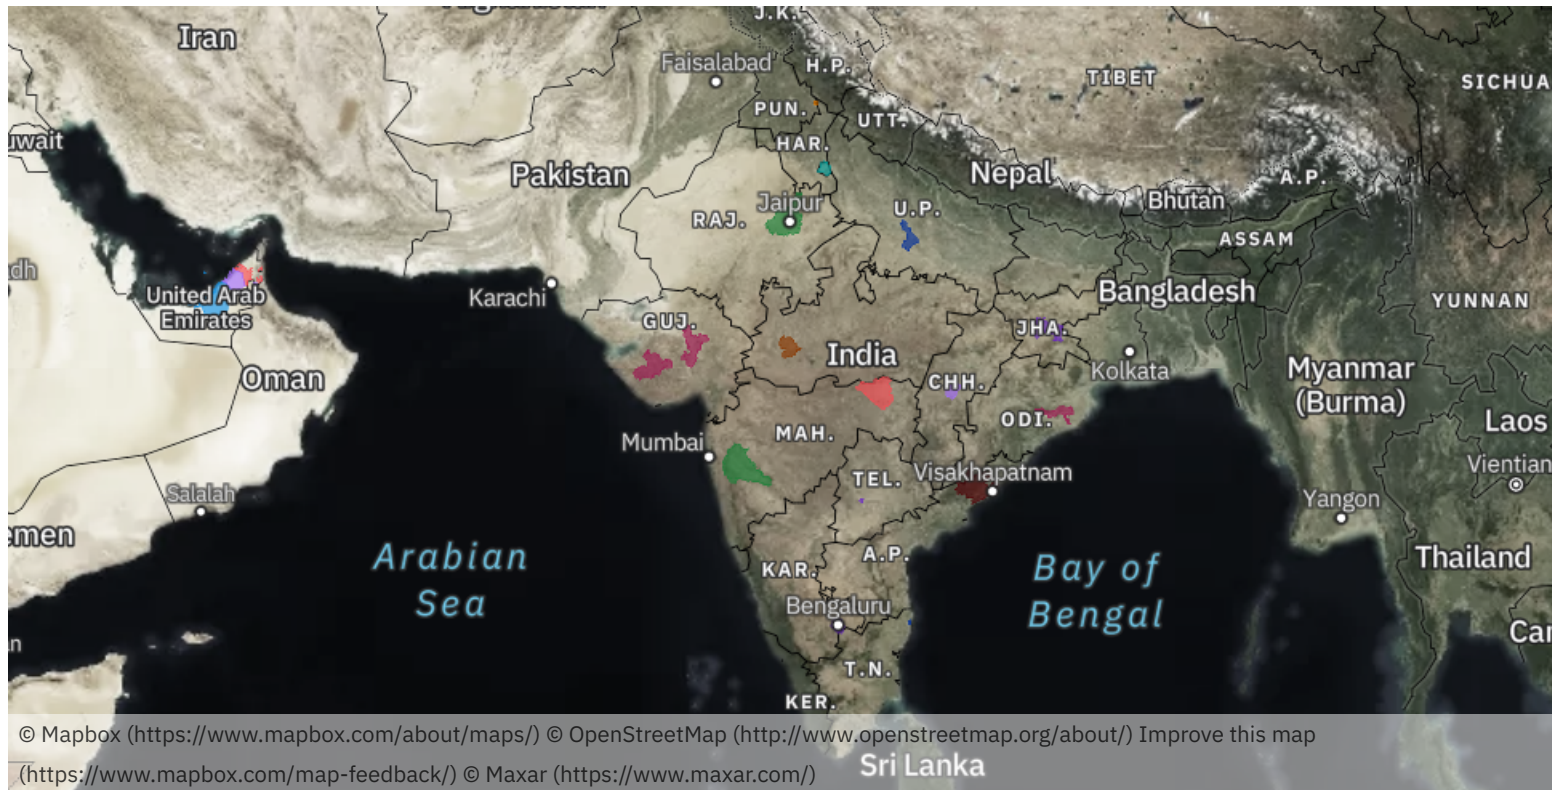 J.K.
Iran
Faisalabad
H.P.
TIBET
SICHUA
PUN.
UTT.
uwait
HAR.
Pakistan
Nepal
A.P.
Bhutan
Jaipur
RAJ.
U.P.
ASSAM
dh
United Arab
Emirates
Karachi
Bangladesh
YUNNAN
GUJ.
JHA.
India
Kolkata
Myanmar
(Burma)
Oman
CHH.
ODI.
Laos
MAH.
Mumbai
Visakhapatnam
TEL.
Vientian
Salalah
Yangon
emen
Arabian
Sea
A.P.
Thailand
KAR.
Bay of
Bengal
Bengaluru
Car
n
T.N.
KER.
© Mapbox (https://www.mapbox.com/about/maps/) © OpenStreetMap (http://www.openstreetmap.org/about/) Improve this map
(https://www.mapbox.com/map-feedback/) © Maxar (https://www.maxar.com/)
Sri Lanka